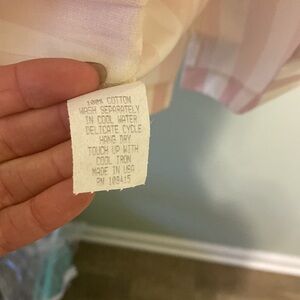 100% COTTON
WASH SEPARATELY
IN COOL WATER
DELICATE CYCLE
HANG DRY
TOUCH UP WITH
COOL IRON
MADE IN USA
RN 109415